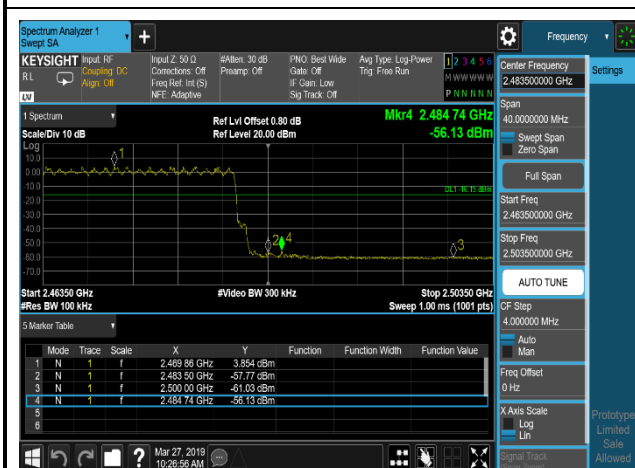 Spectrum Analyzer 1
Swept SA
+
Frequency
KEYSIGHT
RL
LXI
Input: RF
Coupling: DC
Align: Off
Input Z: 50 Ω
Corrections: Off
Freq Ref: Int (S)
NFE: Adaptive
#Atten: 30 dB
Preamp: Off
PNO: Best Wide
Gate: Off
IF Gain: Low
Sig Track: Off
Avg Type: Log-Power
Trig: Free Run
1 2 3 4 5 6
M W W W W W
P N N N N N
1 Spectrum
Scale/Div 10 dB
Ref Lvl Offset 0.80 dB
Ref Level 20.00 dBm
Mkr4 2.484 74 GHz
-56.13 dBm
Log
10.0
0.00
-10.0
-20.0
-30.0
-40.0
-50.0
-60.0
-70.0
1
2
4
3
DL1 -16.15 dBm
Start 2.46350 GHz
#Video BW 300 kHz
Stop 2.50350 GHz
#Res BW 100 kHz
Sweep 1.00 ms (1001 pts)
5 Marker Table
Mode Trace Scale X Y Function Function Width Function Value
1 N 1 f 2.469 86 GHz 3.854 dBm
2 N 1 f 2.483 50 GHz -57.77 dBm
3 N 1 f 2.500 00 GHz -61.03 dBm
4 N 1 f 2.484 74 GHz -56.13 dBm
5
6
Mar 27, 2019
10:26:56 AM
Center Frequency
2.483500000 GHz
Span
40.0000000 MHz
Swept Span
Zero Span
Full Span
Start Freq
2.463500000 GHz
Stop Freq
2.503500000 GHz
AUTO TUNE
CF Step
4.000000 MHz
Auto
Man
Freq Offset
0 Hz
X Axis Scale
Log
Lin
Signal Track
Settings
Prototype
Limited
Sale
Allowed